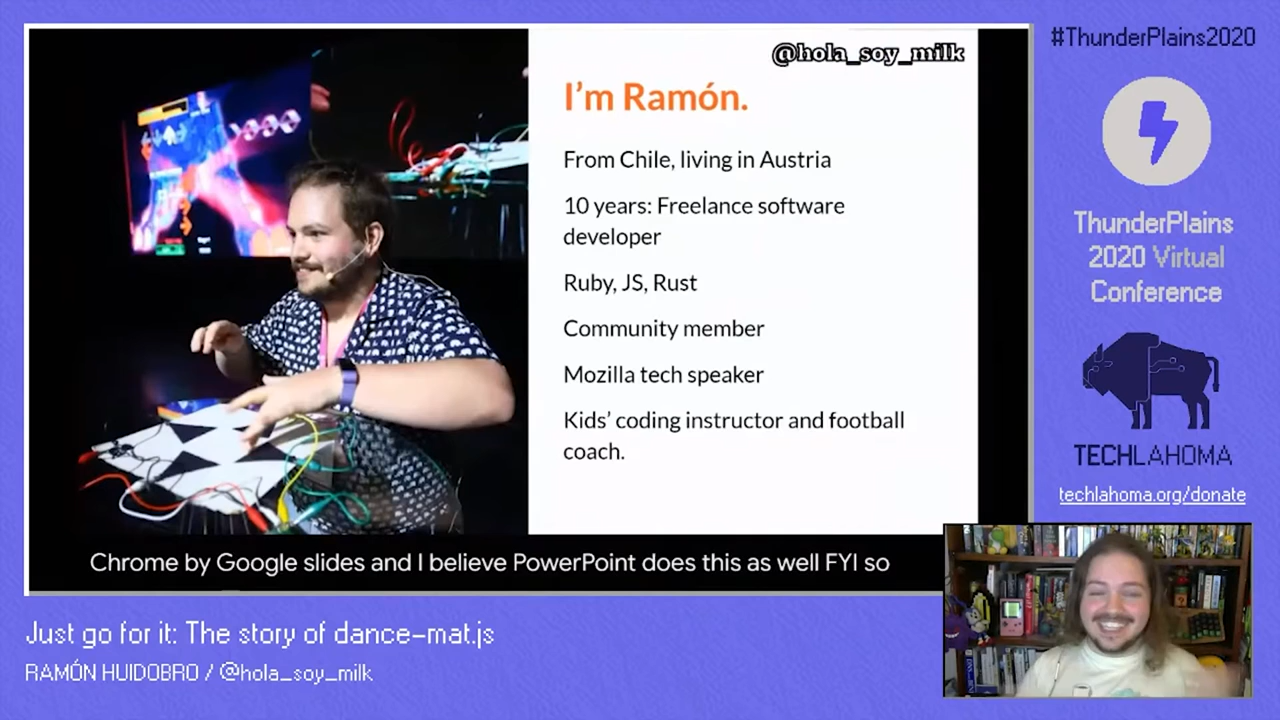 @hola_soy_milk
I'm Ramón.
From Chile, living in Austria
10 years: Freelance software
developer
Ruby, JS, Rust
Community member
Mozilla tech speaker
Kids' coding instructor and football
coach.
Chrome by Google slides and I believe PowerPoint does this as well FYI so
#ThunderPlains2020
ThunderPlains
2020 Virtual
Conference
TECHLAHOMA
techlahoma.org/donate
Just go for it: The story of dance-mat.js
RAMÓN HUIDOBRO / @hola_soy_milk